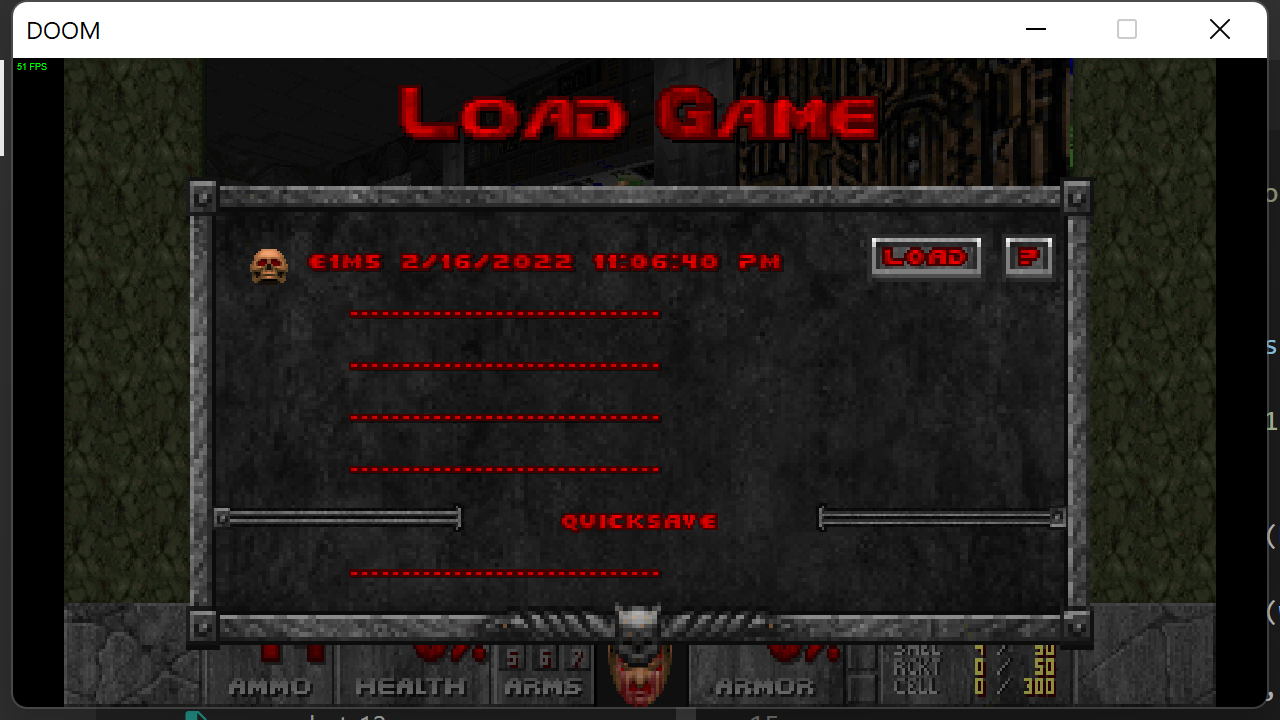 DOOM
51 FPS
LOAD GAME
E1M5 2/16/2022 11:06:40 PM
LOAD ?
QUICKSAVE
5 6 7
AMMO HEALTH ARMS ARMOR
RCKT 0 / 50
CELL 0 / 300